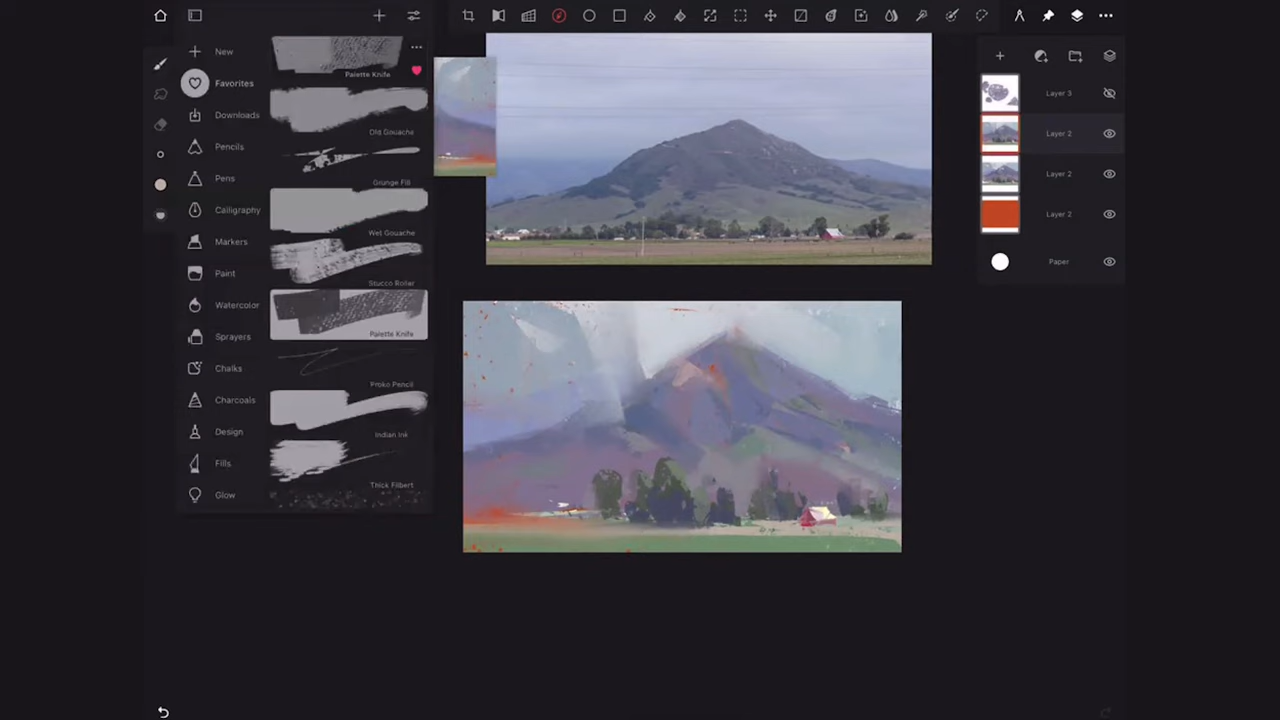 New
Favorites
Downloads
Pencils
Pens
Calligraphy
Markers
Paint
Watercolor
Sprayers
Chalks
Charcoals
Design
Fills
Glow
Palette Knife
Old Gouache
Grunge Fill
Wet Gouache
Stucco Roller
Palette Knife
Proko Pencil
Indian Ink
Thick Filbert
Layer 3
Layer 2
Layer 2
Layer 2
Paper